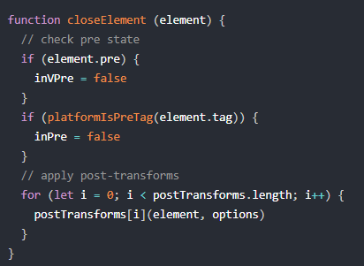 function closeElement (element) {
  // check pre state
  if (element.pre) {
    inVPre = false
  }
  if (platformIsPreTag(element.tag)) {
    inPre = false
  }
  // apply post-transforms
  for (let i = 0; i < postTransforms.length; i++) {
    postTransforms[i](element, options)
  }
}